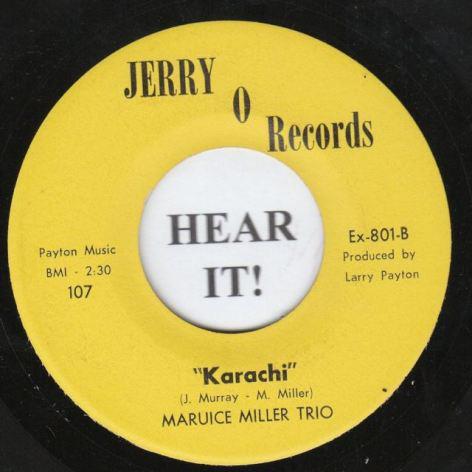 JERRY
O
Records
HEAR
IT!
Payton Music
BMI - 2:30
107
Ex-801-B
Produced by
Larry Payton
"Karachi"
(J. Murray - M. Miller)
MARUICE MILLER TRIO